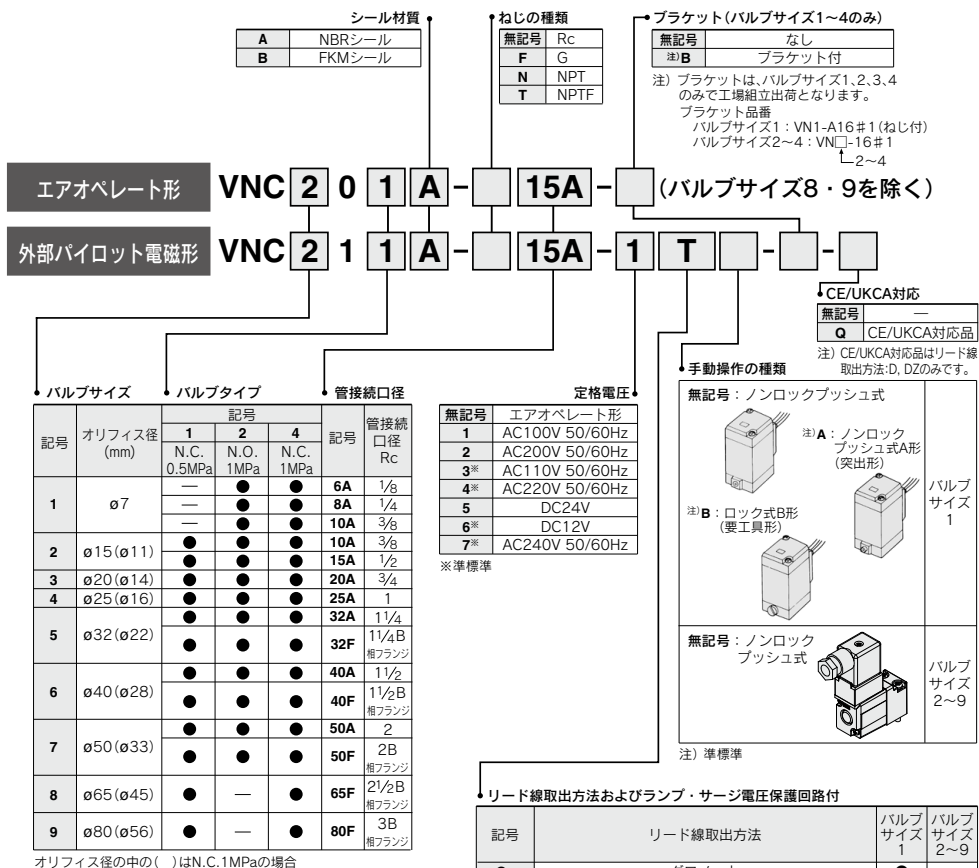 シール材質
A NBRシール
B FKMシール
ねじの種類
無記号 Rc
F G
N NPT
T NPTF
ブラケット(バルブサイズ1〜4のみ)
無記号 なし
注)B ブラケット付
注) ブラケットは、バルブサイズ1、2、3、4
のみで工場組立出荷となります。
ブラケット品番
バルブサイズ1：VN1-A16#1(ねじ付)
バルブサイズ2〜4：VN□-16#1
2〜4
エアオペレート形 VNC 2 0 1 A - □ 15A - □ (バルブサイズ8・9を除く)
外部パイロット電磁形 VNC 2 1 1 A - □ 15A - 1 T □ - □ - □
CE/UKCA対応
無記号 —
Q CE/UKCA対応品
注) CE/UKCA対応品はリード線
取出方法:D, DZのみです。
バルブサイズ
バルブタイプ
管接続口径
記号 オリフィス径(mm) 記号 記号 管接続口径Rc
1 2 4
N.C. N.O. N.C.
0.5MPa 1MPa 1MPa
1 ø7 — ● ● 6A 1/8
— ● ● 8A 1/4
— ● ● 10A 3/8
2 ø15(ø11) ● ● ● 10A 3/8
● ● ● 15A 1/2
3 ø20(ø14) ● ● ● 20A 3/4
4 ø25(ø16) ● ● ● 25A 1
5 ø32(ø22) ● ● ● 32A 1 1/4
● ● ● 32F 1 1/4B 相フランジ
6 ø40(ø28) ● ● ● 40A 1 1/2
● ● ● 40F 1 1/2B 相フランジ
7 ø50(ø33) ● ● ● 50A 2
● ● ● 50F 2B 相フランジ
8 ø65(ø45) ● — ● 65F 2 1/2B 相フランジ
9 ø80(ø56) ● — ● 80F 3B 相フランジ
オリフィス径の中の( )はN.C.1MPaの場合
定格電圧
無記号 エアオペレート形
1 AC100V 50/60Hz
2 AC200V 50/60Hz
3※ AC110V 50/60Hz
4※ AC220V 50/60Hz
5 DC24V
6※ DC12V
7※ AC240V 50/60Hz
※準標準
手動操作の種類
無記号：ノンロックプッシュ式
注)A：ノンロック
プッシュ式A形
(突出形)
注)B：ロック式B形
(要工具形)
バルブ
サイズ
1
無記号：ノンロック
プッシュ式
バルブ
サイズ
2〜9
注) 準標準
リード線取出方法およびランプ・サージ電圧保護回路付
記号 リード線取出方法 バルブサイズ1 バルブサイズ2〜9